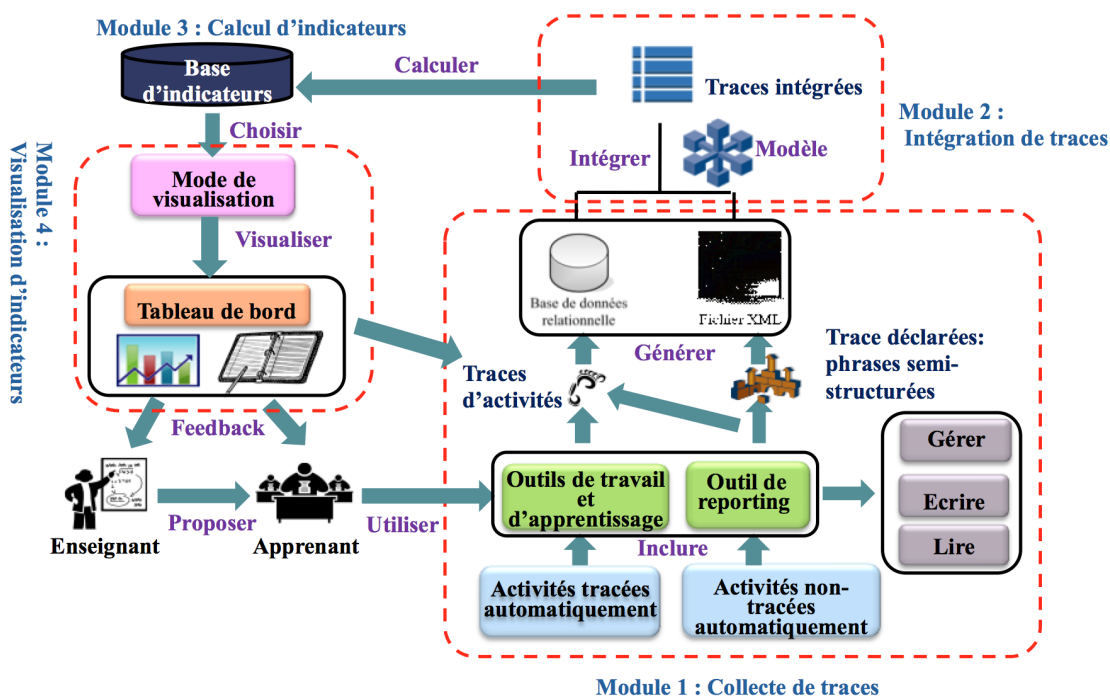 Module 3 : Calcul d'indicateurs
Base
d'indicateurs
Calculer
Traces intégrées
Module 2 :
Intégration de traces
Choisir
Intégrer
Modèle
Module 4 :
Visualisation d'indicateurs
Mode de
visualisation
Visualiser
Tableau de bord
Base de données
relationnelle
Fichier XML
Générer
Trace déclarées:
phrases semi-
structurées
Traces
d'activités
Feedback
Gérer
Ecrire
Lire
Outils de travail
et
d'apprentissage
Outil de
reporting
Proposer
Utiliser
Enseignant
Apprenant
Inclure
Activités tracées
automatiquement
Activités non-
tracées
automatiquement
Module 1 : Collecte de traces